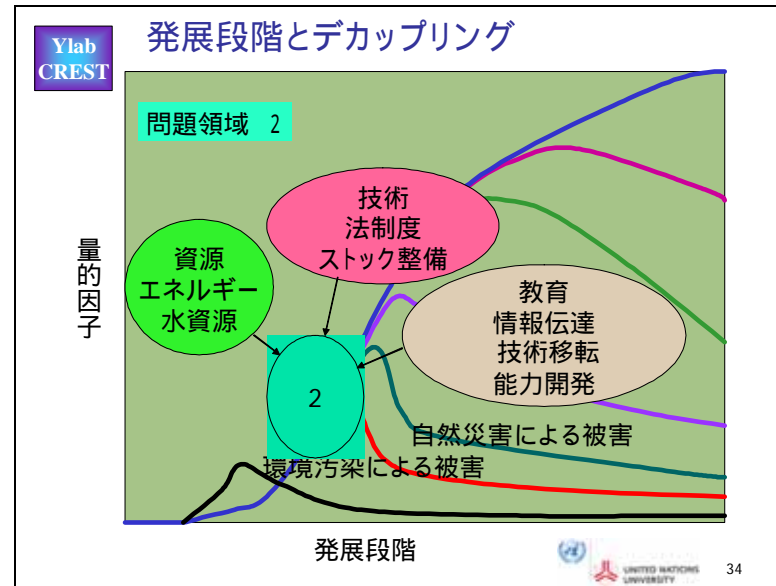 Ylab
CREST
発展段階とデカップリング
問題領域 2
技術
法制度
ストック整備
資源
エネルギー
水資源
教育
情報伝達
技術移転
能力開発
量的因子
2
自然災害による被害
環境汚染による被害
発展段階
UNITED NATIONS
UNIVERSITY
34